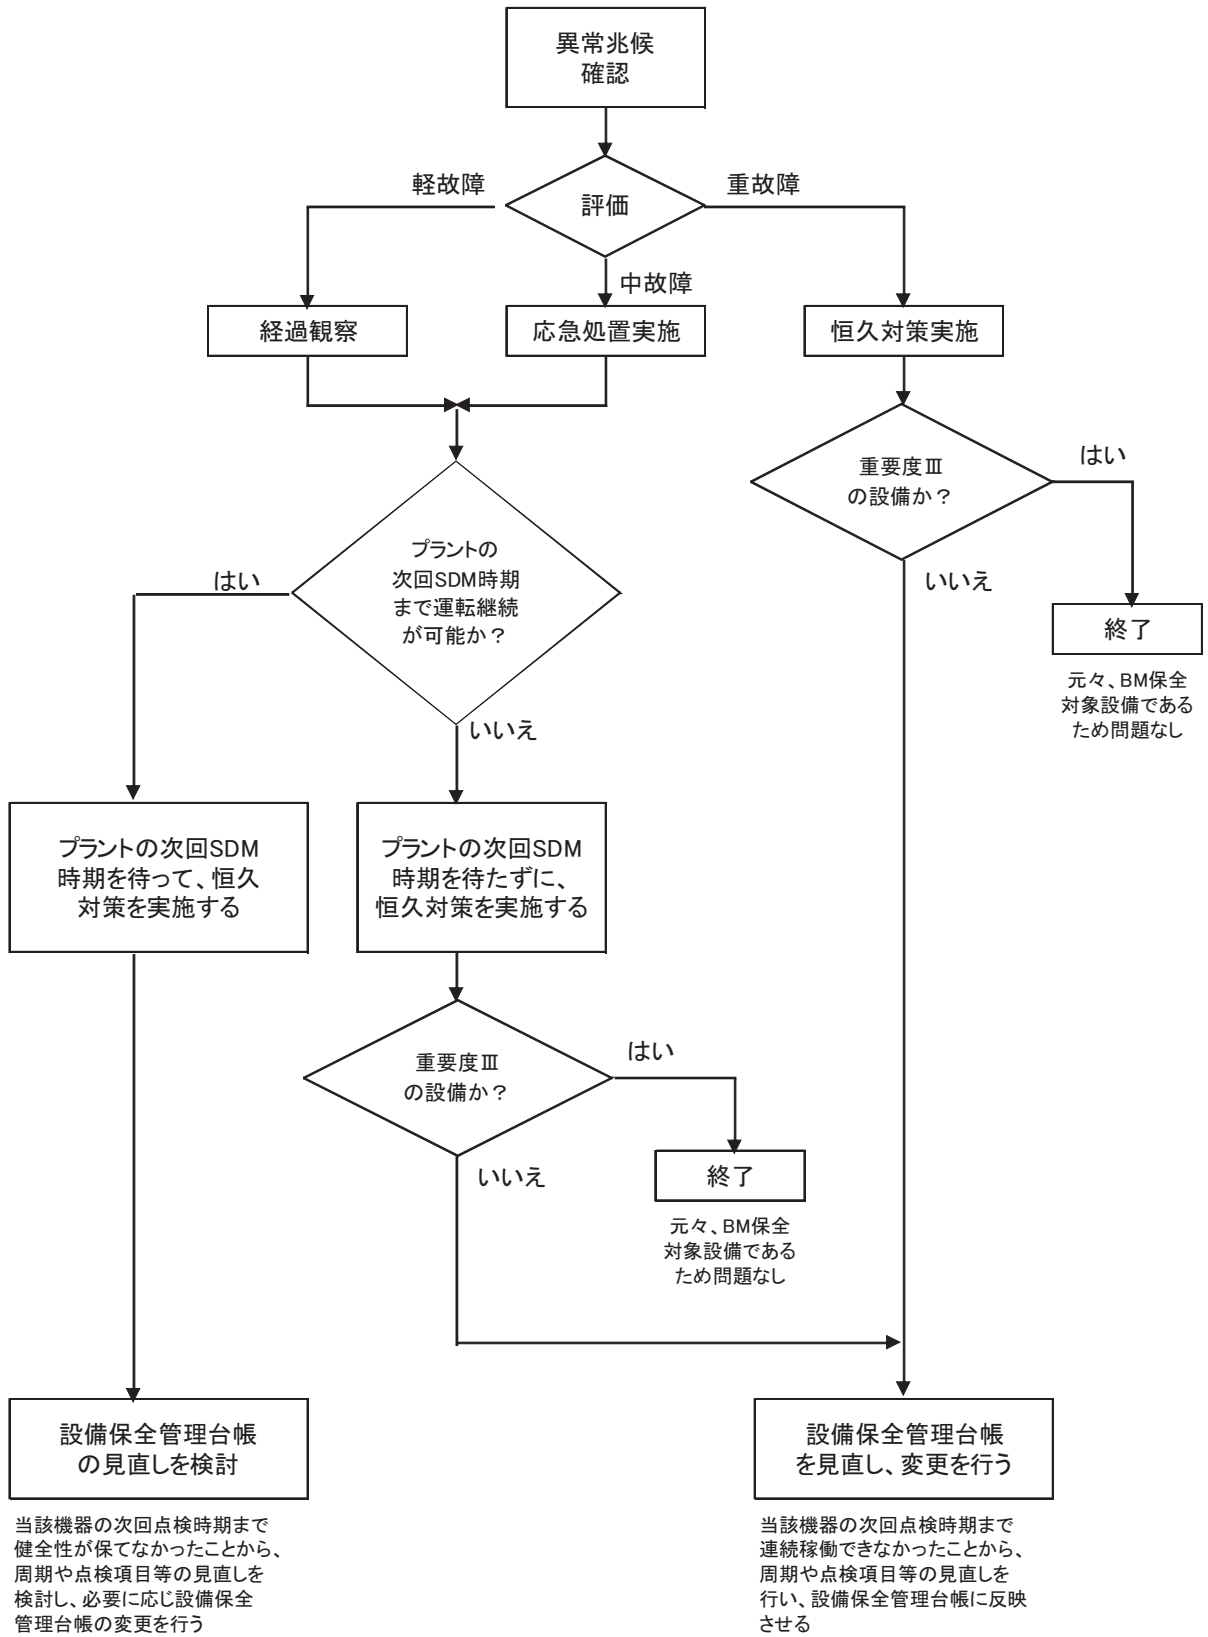 異常兆候
確認
軽故障
評価
重故障
中故障
経過観察
応急処置実施
恒久対策実施
重要度Ⅲ
の設備か？
はい
いいえ
終了
元々、BM保全
対象設備である
ため問題なし
プラントの
次回SDM時期
まで運転継続
が可能か？
はい
いいえ
プラントの次回SDM
時期を待って、恒久
対策を実施する
プラントの次回SDM
時期を待たずに、
恒久対策を実施する
重要度Ⅲ
の設備か？
はい
いいえ
終了
元々、BM保全
対象設備である
ため問題なし
設備保全管理台帳
の見直しを検討
当該機器の次回点検時期まで
健全性が保てなかったことから、
周期や点検項目等の見直しを
検討し、必要に応じ設備保全
管理台帳の変更を行う
設備保全管理台帳
を見直し、変更を行う
当該機器の次回点検時期まで
連続稼働できなかったことから、
周期や点検項目等の見直しを
行い、設備保全管理台帳に反映
させる